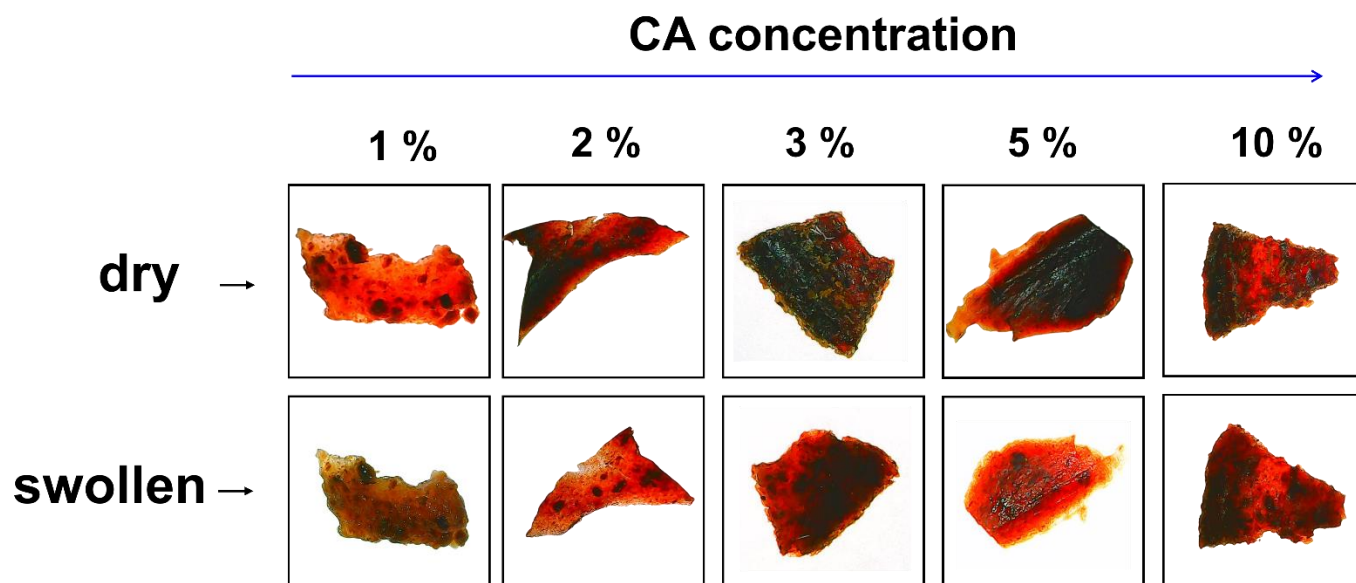 CA concentration
1 % 2 % 3 % 5 % 10 %
dry →
swollen →